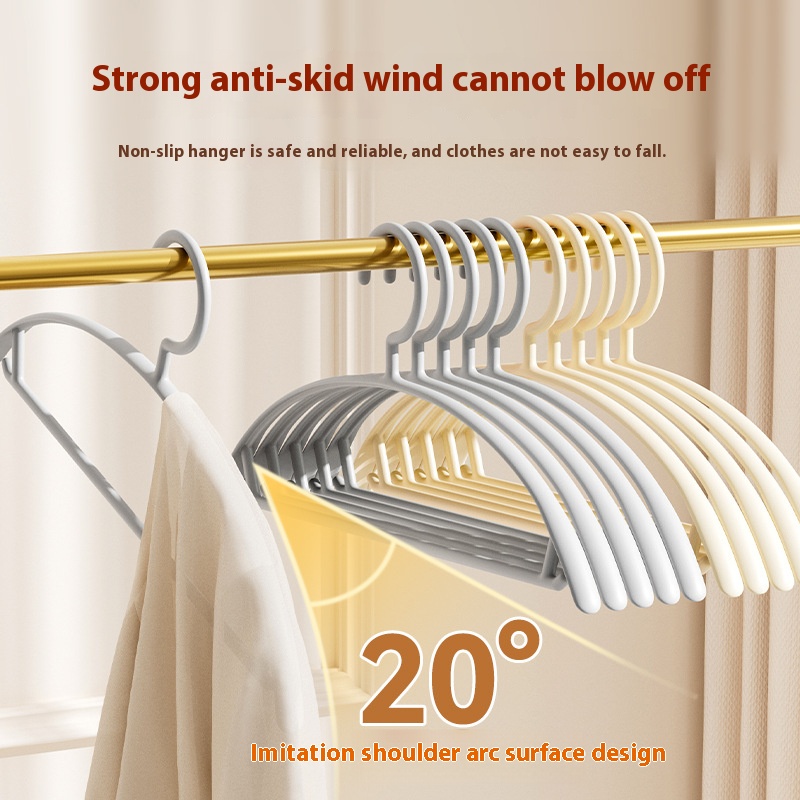 Strong anti-skid wind cannot blow off
Non-slip hanger is safe and reliable, and clothes are not easy to fall.
20°
Imitation shoulder arc surface design